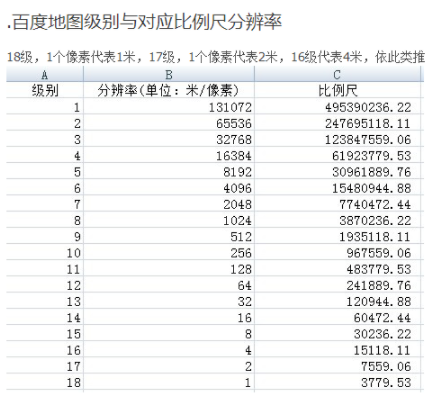 .百度地图级别与对应比例尺分辨率
18级，1个像素代表1米，17级，1个像素代表2米，16级代表4米，依此类推
A B C
级别 分辨率(单位：米/像素) 比例尺
1 131072 495390236.22
2 65536 247695118.11
3 32768 123847559.06
4 16384 61923779.53
5 8192 30961889.76
6 4096 15480944.88
7 2048 7740472.44
8 1024 3870236.22
9 512 1935118.11
10 256 967559.06
11 128 483779.53
12 64 241889.76
13 32 120944.88
14 16 60472.44
15 8 30236.22
16 4 15118.11
17 2 7559.06
18 1 3779.53